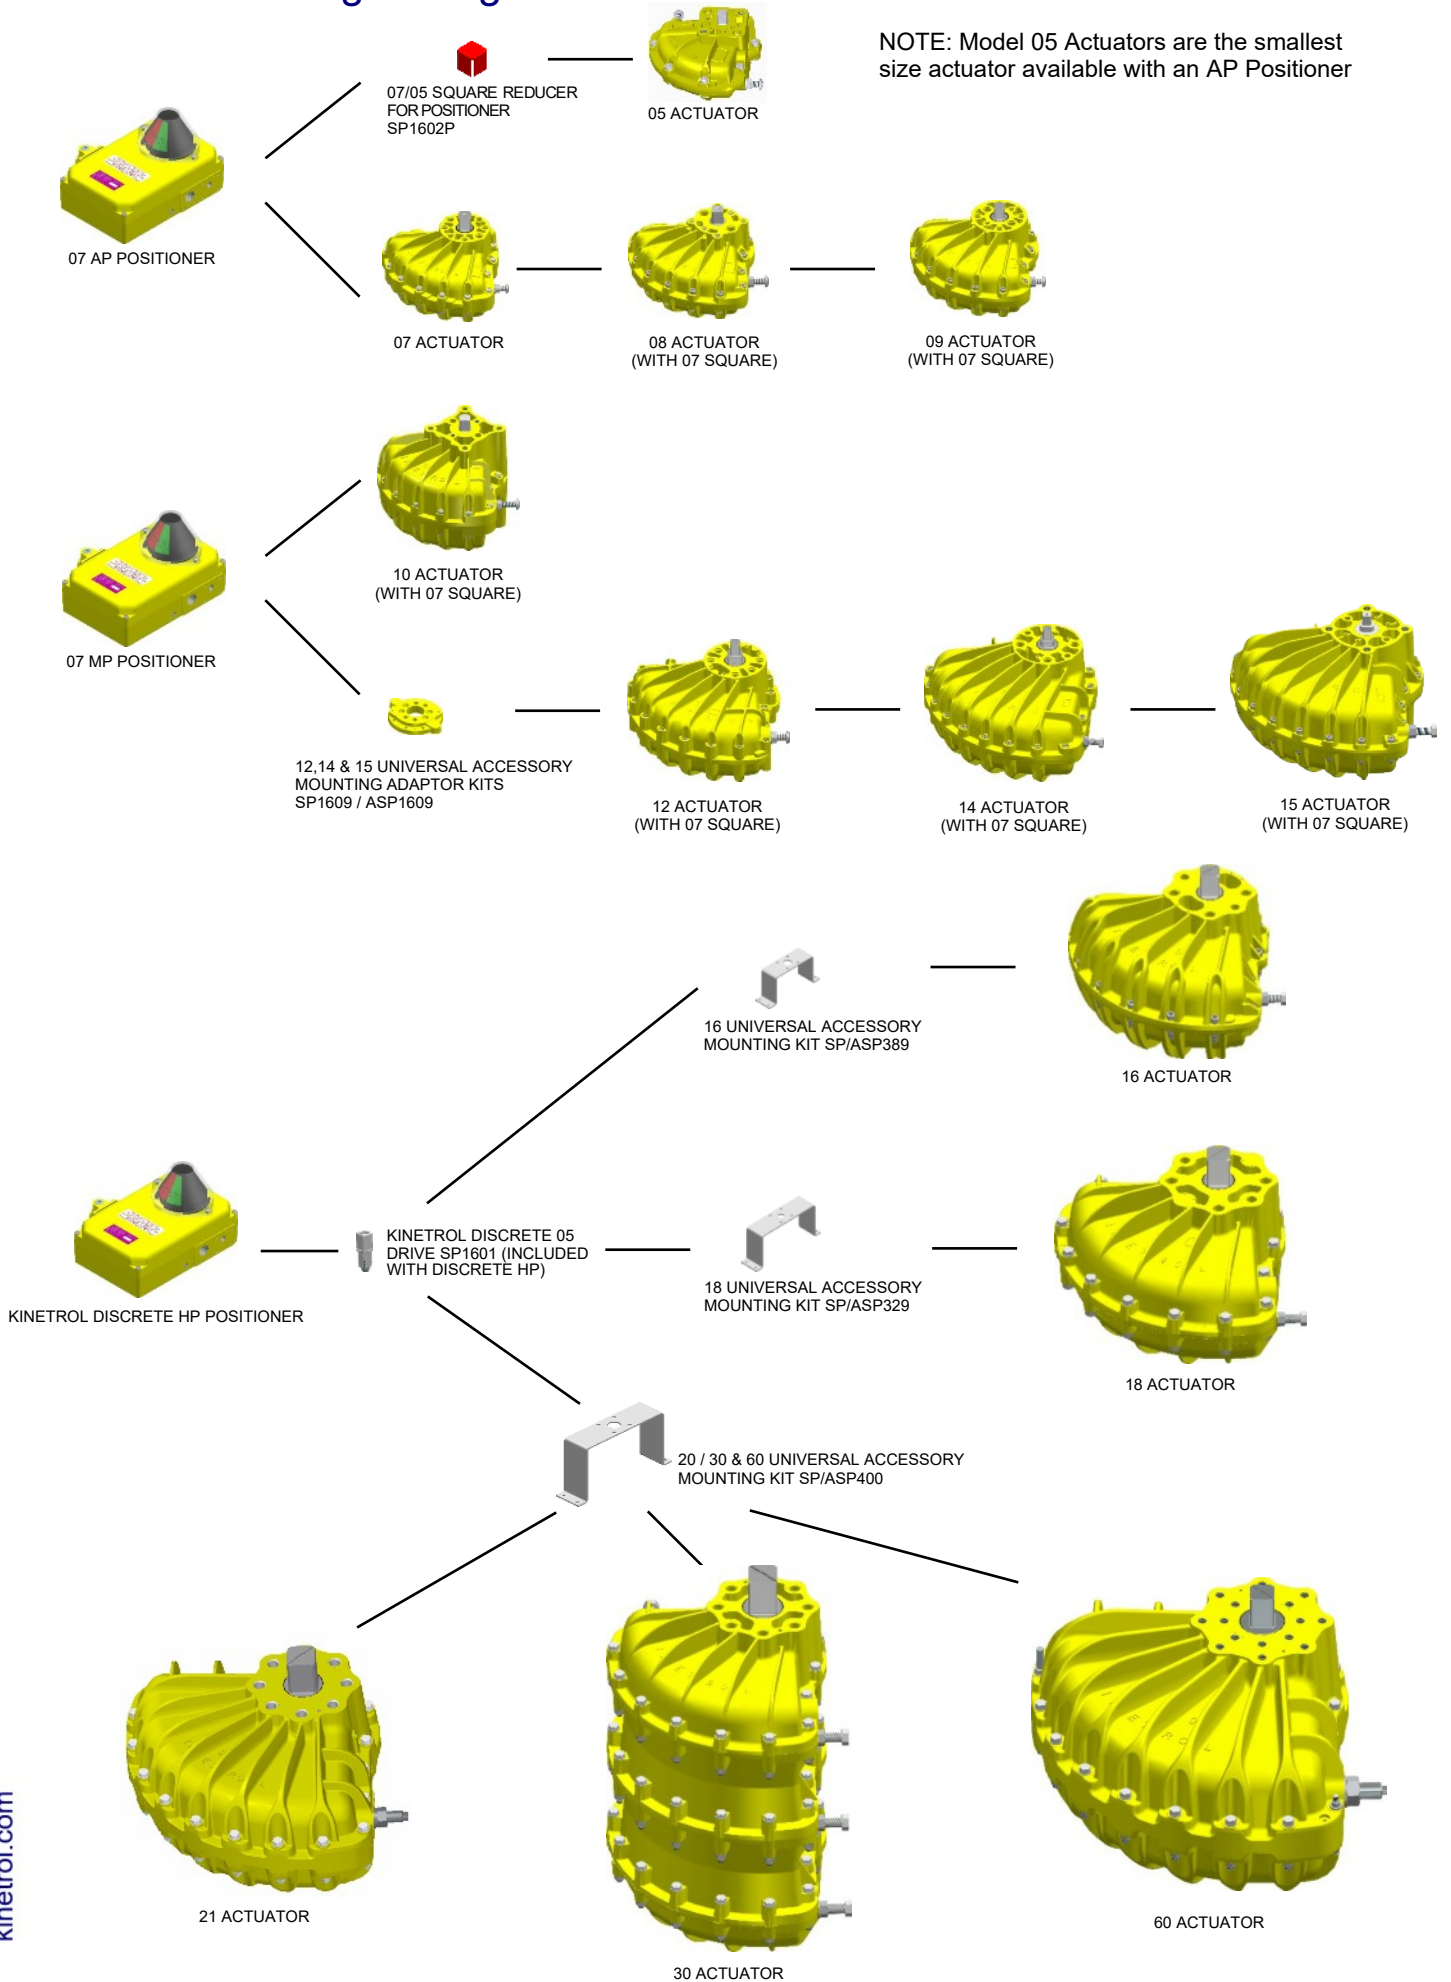 NOTE: Model 05 Actuators are the smallest
size actuator available with an AP Positioner
07/05 SQUARE REDUCER
FOR POSITIONER
SP1602P
05 ACTUATOR
07 AP POSITIONER
07 ACTUATOR
08 ACTUATOR
(WITH 07 SQUARE)
09 ACTUATOR
(WITH 07 SQUARE)
10 ACTUATOR
(WITH 07 SQUARE)
07 MP POSITIONER
12,14 & 15 UNIVERSAL ACCESSORY
MOUNTING ADAPTOR KITS
SP1609 / ASP1609
12 ACTUATOR
(WITH 07 SQUARE)
14 ACTUATOR
(WITH 07 SQUARE)
15 ACTUATOR
(WITH 07 SQUARE)
16 UNIVERSAL ACCESSORY
MOUNTING KIT SP/ASP389
16 ACTUATOR
KINETROL DISCRETE 05
DRIVE SP1601 (INCLUDED
WITH DISCRETE HP)
KINETROL DISCRETE HP POSITIONER
18 UNIVERSAL ACCESSORY
MOUNTING KIT SP/ASP329
18 ACTUATOR
20 / 30 & 60 UNIVERSAL ACCESSORY
MOUNTING KIT SP/ASP400
21 ACTUATOR
30 ACTUATOR
60 ACTUATOR
kinetrol.com